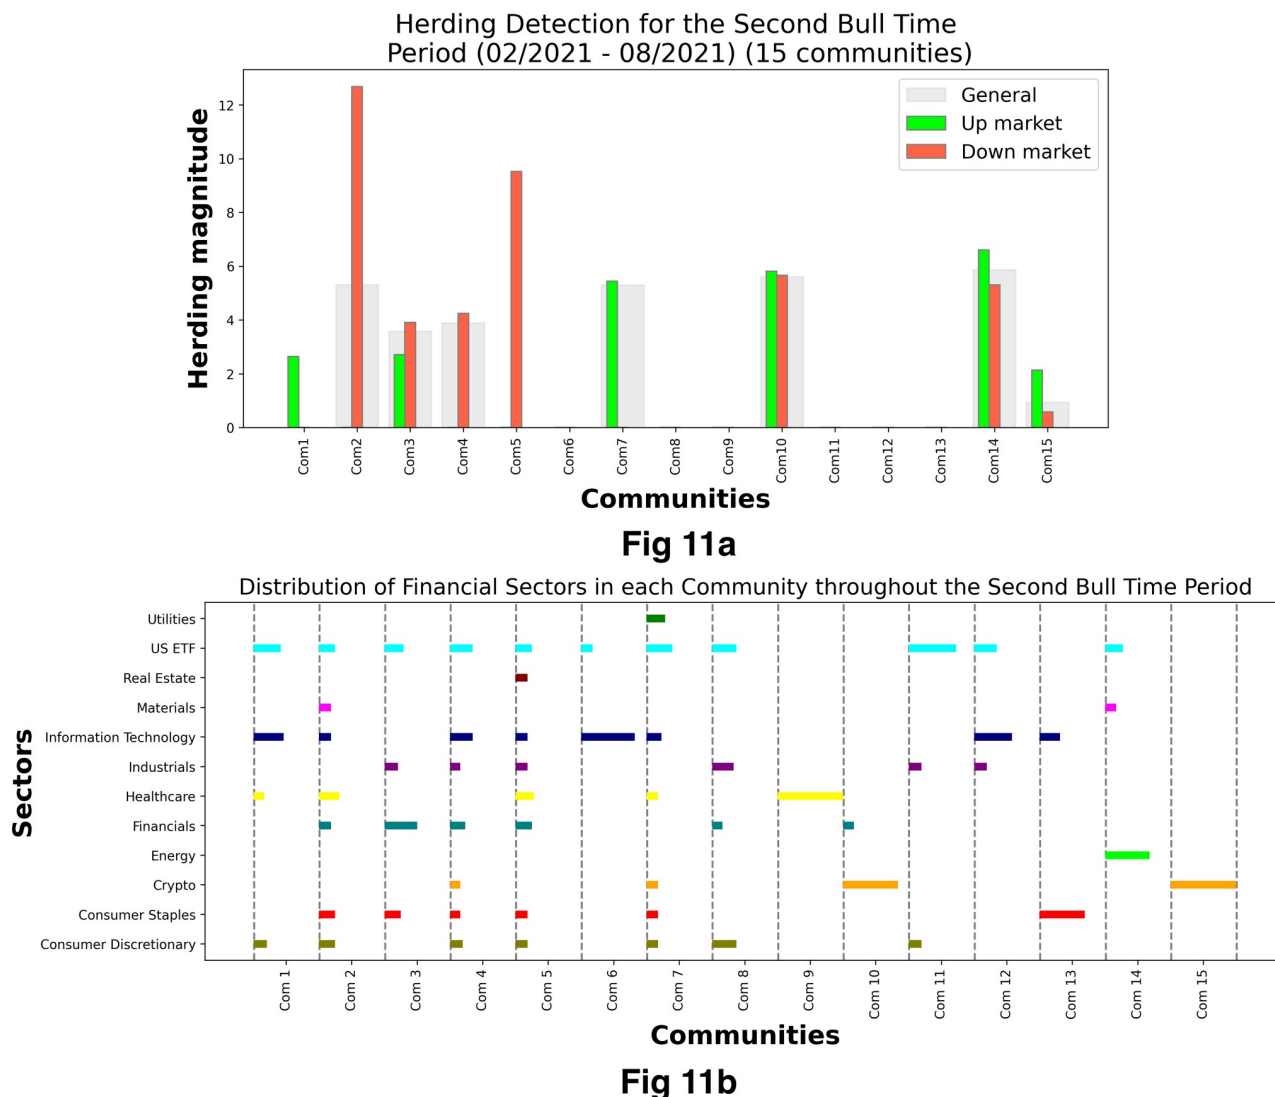 Herding Detection for the Second Bull Time
Period (02/2021 - 08/2021) (15 communities)
General
Up market
Down market
Herding magnitude
12
10
8
6
4
2
0
Com1
Com2
Com3
Com4
Com5
Com6
Com7
Com8
Com9
Com10
Com11
Com12
Com13
Com14
Com15
Communities
Fig 11a
Distribution of Financial Sectors in each Community throughout the Second Bull Time Period
Sectors
Utilities
US ETF
Real Estate
Materials
Information Technology
Industrials
Healthcare
Financials
Energy
Crypto
Consumer Staples
Consumer Discretionary
Com 1
Com 2
Com 3
Com 4
Com 5
Com 6
Com 7
Com 8
Com 9
Com 10
Com 11
Com 12
Com 13
Com 14
Com 15
Communities
Fig 11b